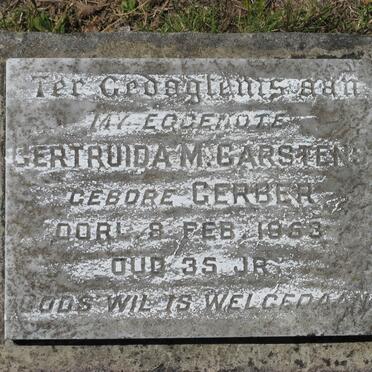 Ter Gedagtenis aan
MY EGGENOTE
GERTRUIDA M. CARSTENS
GEBORE GERBER
OORL. 8 FEB. 1953
OUD 35 JR.
GODS WIL IS WELGEDAAN